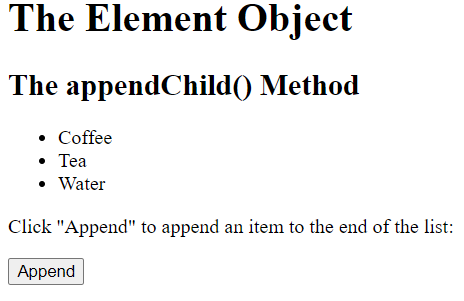 The Element Object
The appendChild() Method
Coffee
Tea
Water
Click "Append" to append an item to the end of the list:
Append